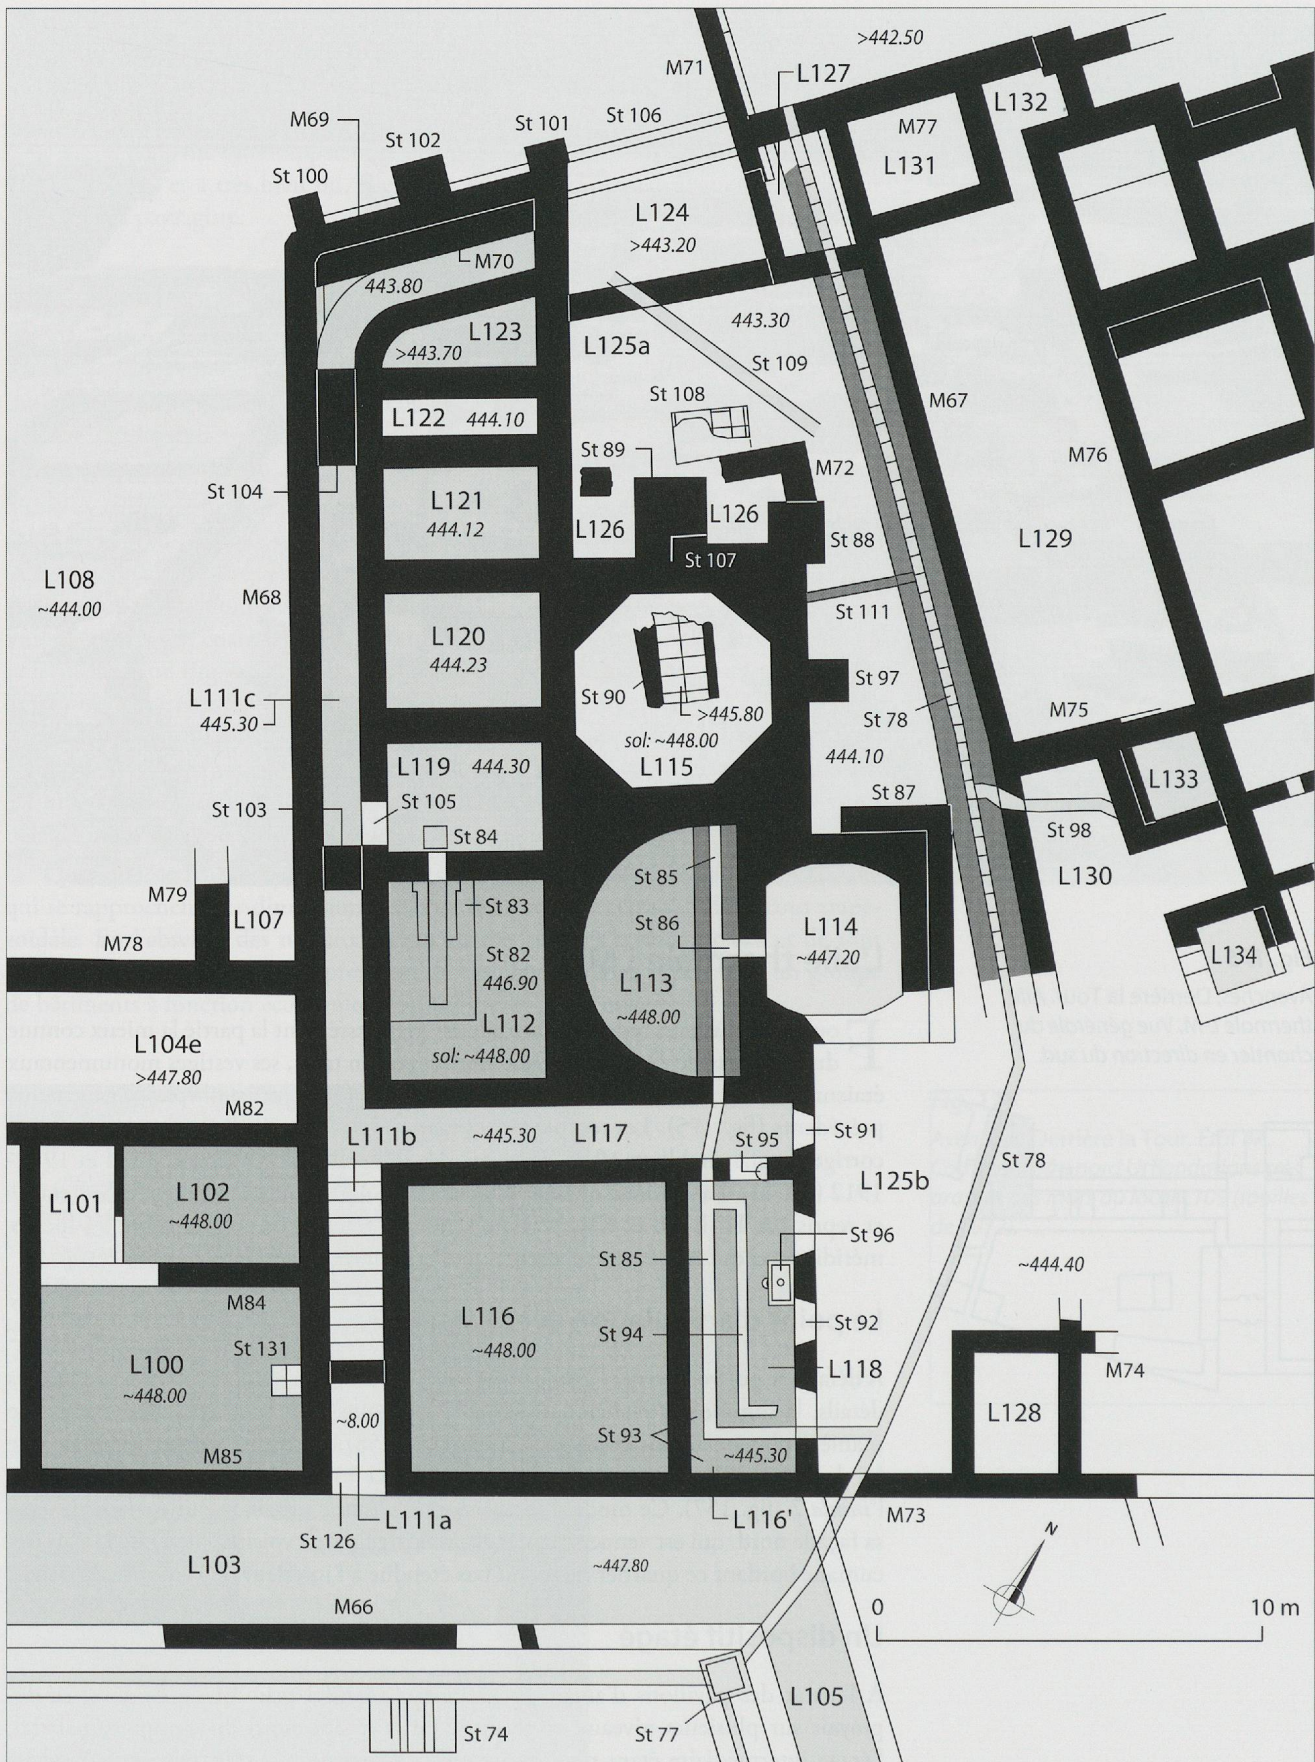 >442.50
M71
L127
L132
M69
St 102
St 101
St 106
M77
L131
St 100
L124
>443.20
M70
443.80
L123
>443.70
L125a
443.30
St 109
L122 444.10
St 108
M67
St 89
M72
M76
St 104
L121
444.12
L126
L126
St 107
St 88
L129
L108
~444.00
M68
St 111
L120
444.23
St 90
>445.80
sol: ~448.00
L115
St 97
St 78
444.10
M75
L111c
445.30
L119 444.30
St 105
St 103
St 84
St 87
L133
St 98
L130
M79
L107
M78
St 85
St 83
St 86
St 82
446.90
L114
~447.20
L134
L113
~448.00
L112
sol: ~448.00
L104e
>447.80
M82
L111b
~445.30
L117
St 91
St 95
St 78
L101
L102
~448.00
L125b
St 85
St 96
~444.40
M84
L116
~448.00
St 94
St 92
St 131
L100
~448.00
L118
M74
~8.00
L128
St 93
~445.30
M85
L111a
L116'
M73
St 126
L103
~447.80
N
M66
0 10 m
L105
St 74
St 77